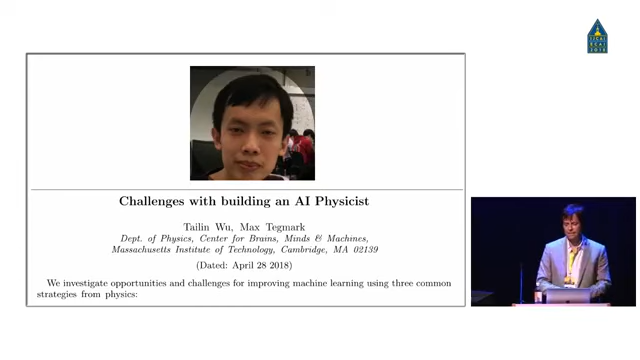 Challenges with building an AI Physicist
Tailin Wu, Max Tegmark
Dept. of Physics, Center for Brains, Minds & Machines,
Massachusetts Institute of Technology, Cambridge, MA 02139
(Dated: April 28 2018)
We investigate opportunities and challenges for improving machine learning using three common
strategies from physics: